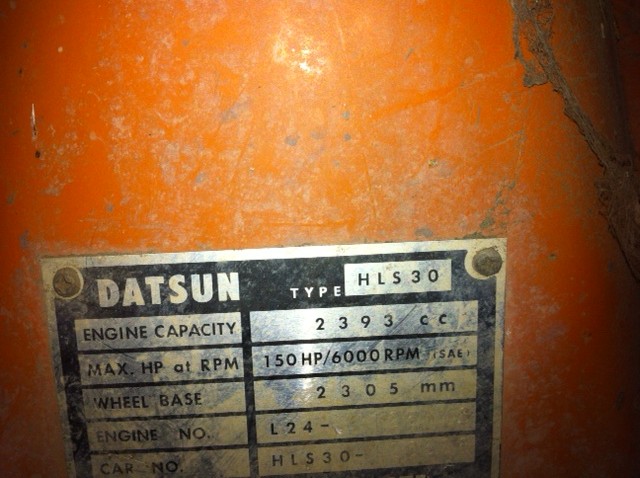 DATSUN TYPE HLS30
ENGINE CAPACITY 2393 cc
MAX. HP at RPM 150HP/6000RPM (SAE)
WHEEL BASE 2305 mm
ENGINE NO. L24-
CAR NO. HLS30-